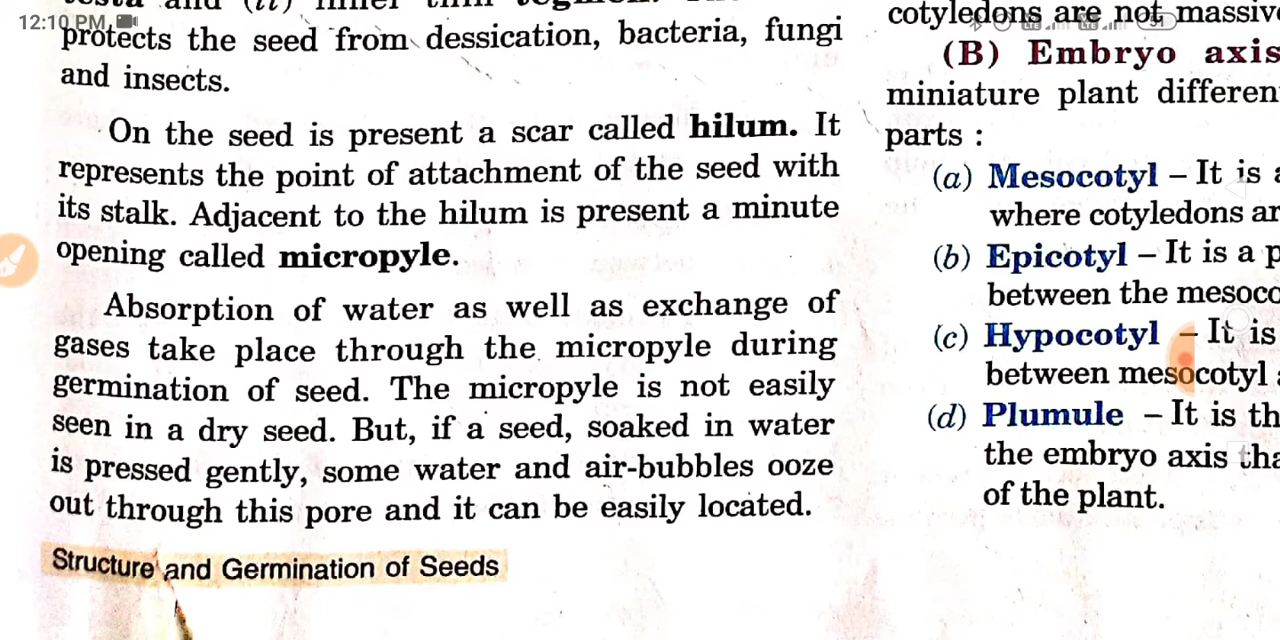 12:10 PM
testa and (ii) inner thin
protects the seed from dessication, bacteria, fungi
and insects.
On the seed is present a scar called hilum. It
represents the point of attachment of the seed with
its stalk. Adjacent to the hilum is present a minute
opening called micropyle.
Absorption of water as well as exchange of
gases take place through the micropyle during
germination of seed. The micropyle is not easily
seen in a dry seed. But, if a seed, soaked in water
is pressed gently, some water and air-bubbles ooze
out through this pore and it can be easily located.
Structure and Germination of Seeds
cotyledons are not massive
(B) Embryo axis
miniature plant differen
parts :
(a) Mesocotyl – It is a
where cotyledons ar
(b) Epicotyl – It is a p
between the mesoco
(c) Hypocotyl – It is
between mesocotyl a
(d) Plumule – It is th
the embryo axis tha
of the plant.